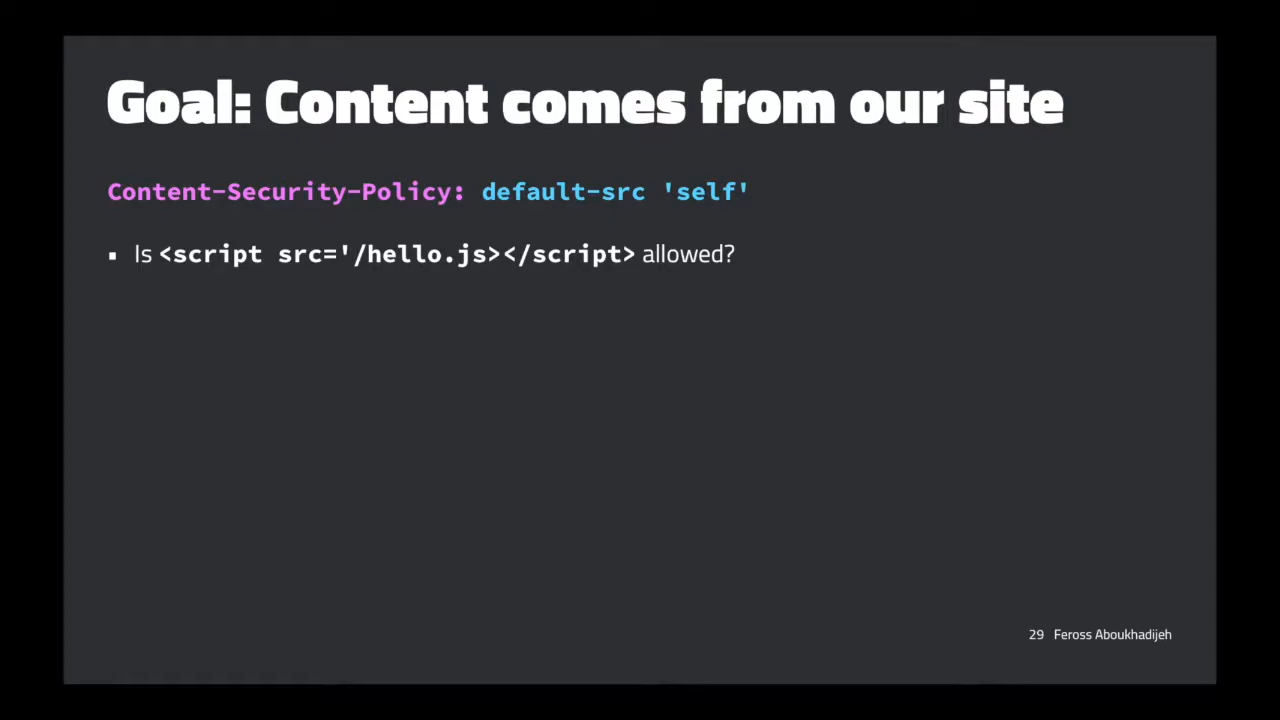 Goal: Content comes from our site
Content-Security-Policy: default-src 'self'
▪ Is <script src='/hello.js></script> allowed?
29 Feross Aboukhadijeh